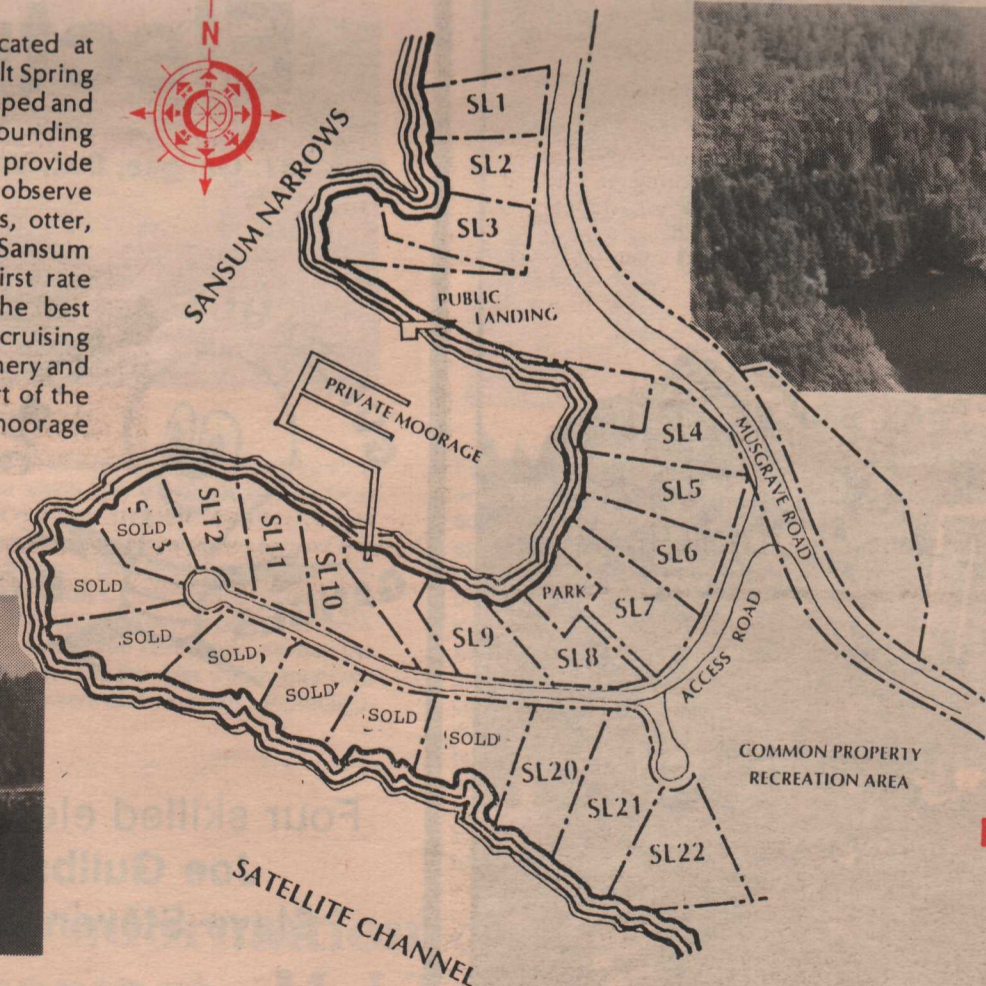 cated at
lt Spring
ped and
ounding
provide
observe
s, otter,
Sansum
irst rate
he best
cruising
nery and
rt of the
moorage
N
SANSUM NARROWS
SL1
SL2
SL3
PUBLIC
LANDING
PRIVATE MOORAGE
SL4
SL5
SL6
SL7
PARK
SL8
SL9
SL10
SL11
SL12
SOLD
3
SOLD
SOLD
SOLD
SOLD
SOLD
SOLD
SL20
SL21
SL22
MUSGRAVE ROAD
ACCESS ROAD
COMMON PROPERTY
RECREATION AREA
SATELLITE CHANNEL